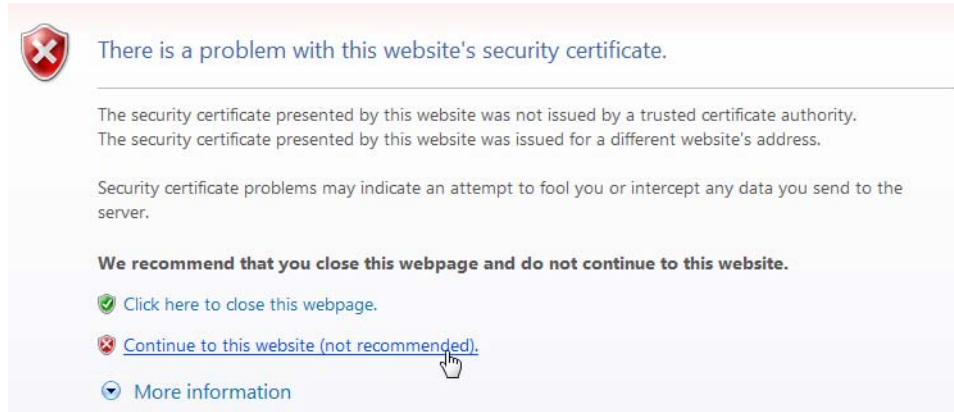 There is a problem with this website's security certificate.
The security certificate presented by this website was not issued by a trusted certificate authority.
The security certificate presented by this website was issued for a different website's address.
Security certificate problems may indicate an attempt to fool you or intercept any data you send to the
server.
We recommend that you close this webpage and do not continue to this website.
Click here to close this webpage.
Continue to this website (not recommended).
More information